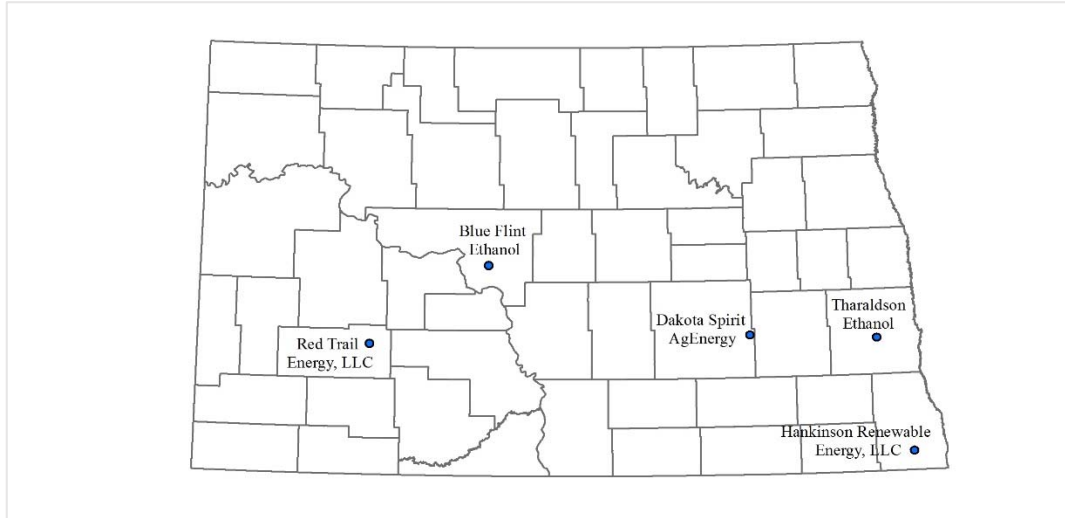 Blue Flint
Ethanol
Tharaldson
Ethanol
Dakota Spirit
AgEnergy
Red Trail
Energy, LLC
Hankinson Renewable
Energy, LLC